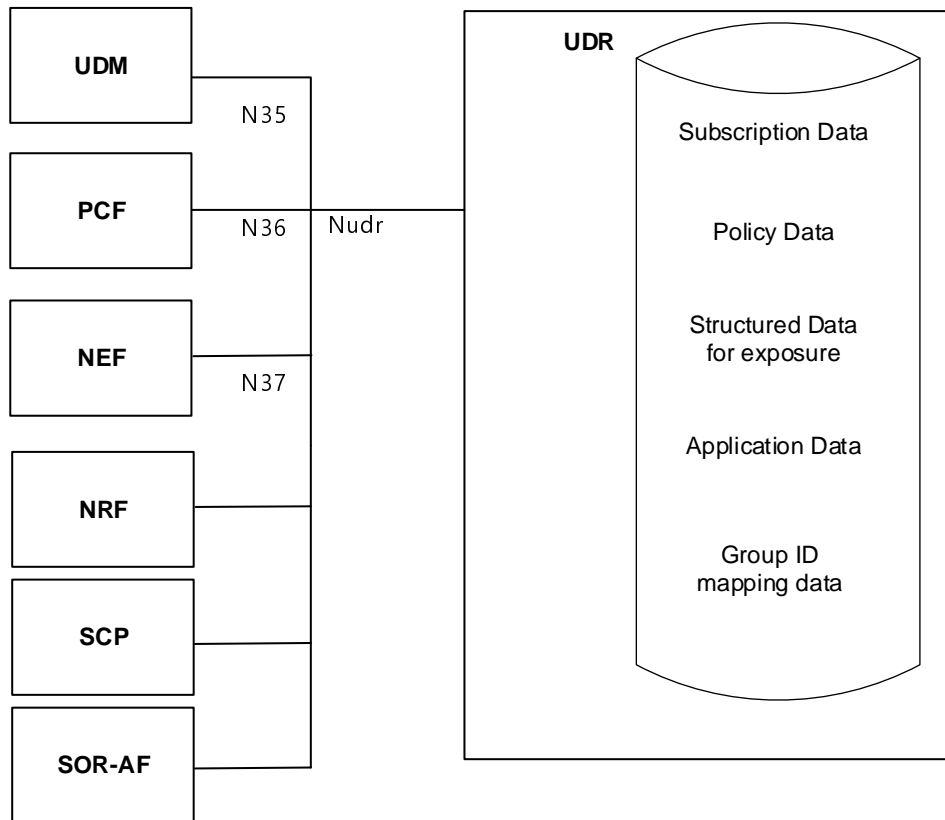 UDM
N35
PCF
N36
Nudr
NEF
N37
NRF
SCP
SOR-AF
UDR
Subscription Data
Policy Data
Structured Data
for exposure
Application Data
Group ID
mapping data